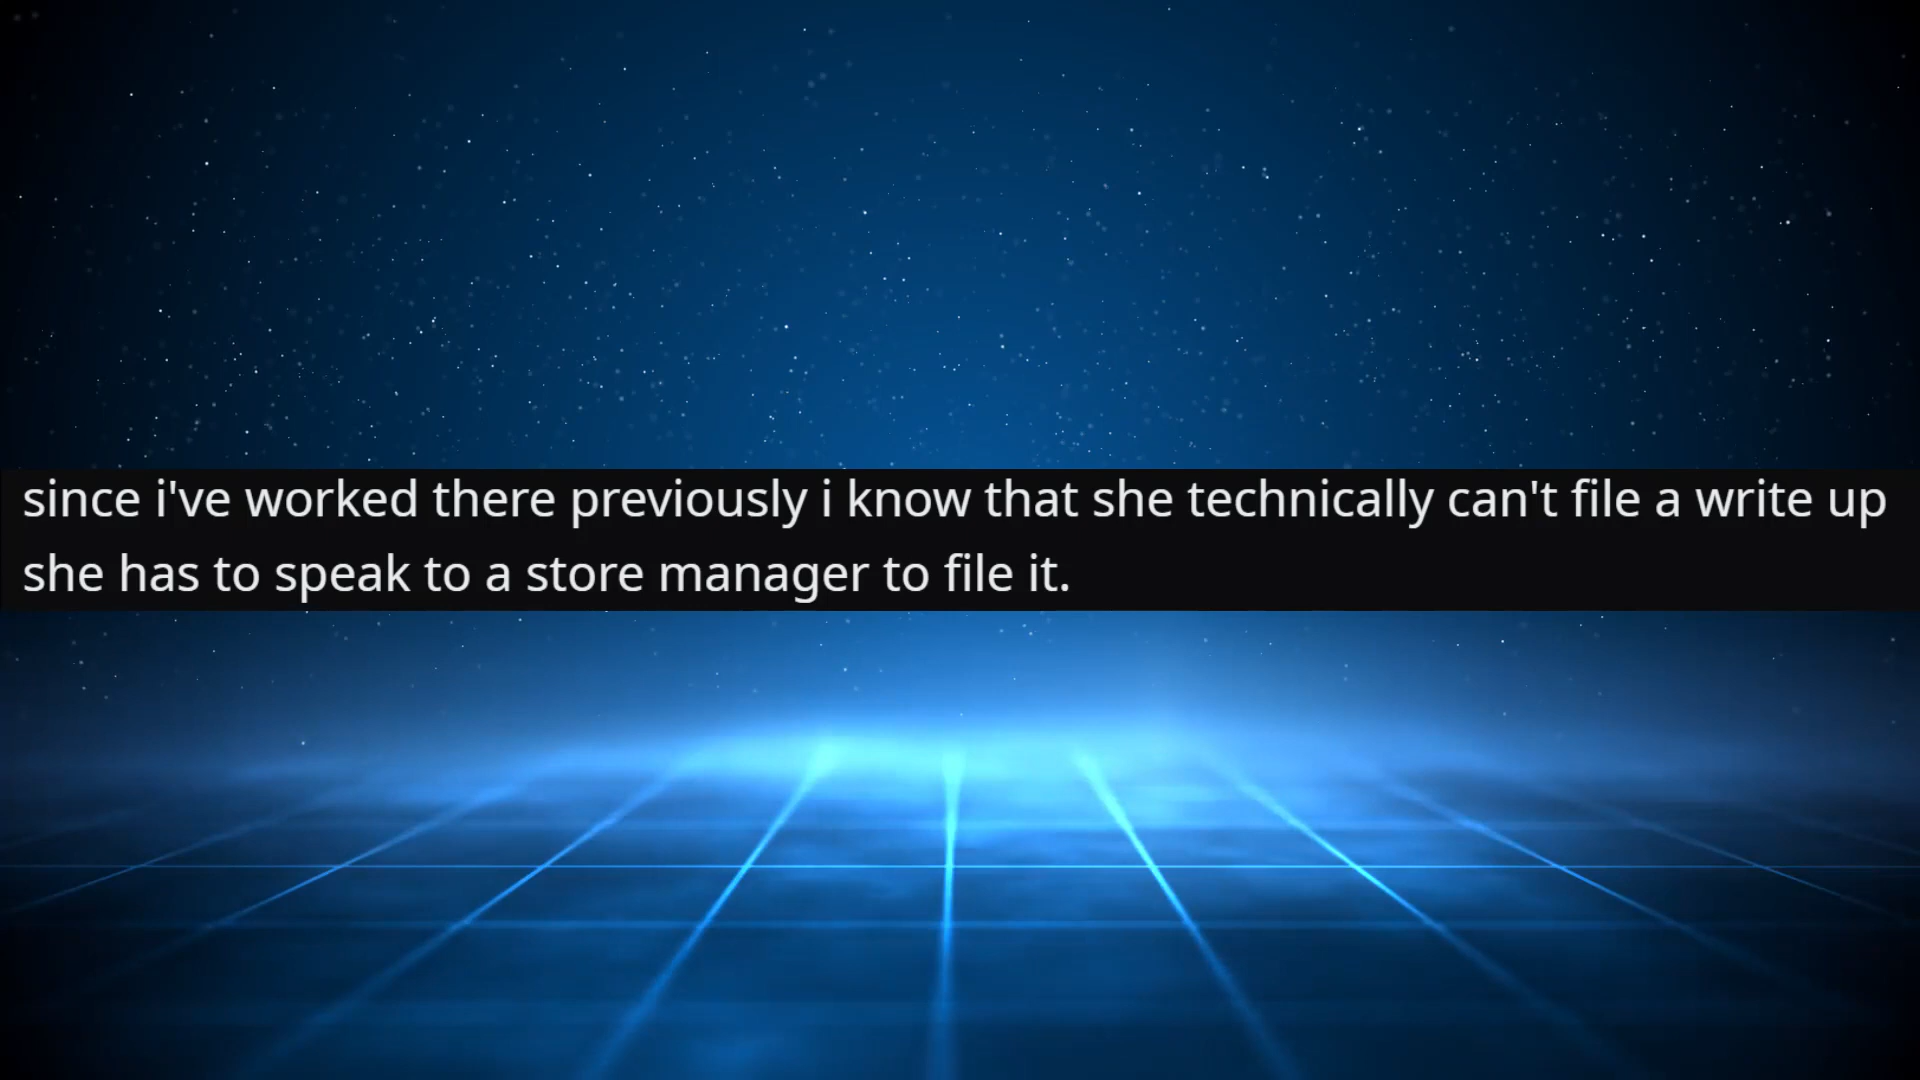 since i've worked there previously i know that she technically can't file a write up
she has to speak to a store manager to file it.